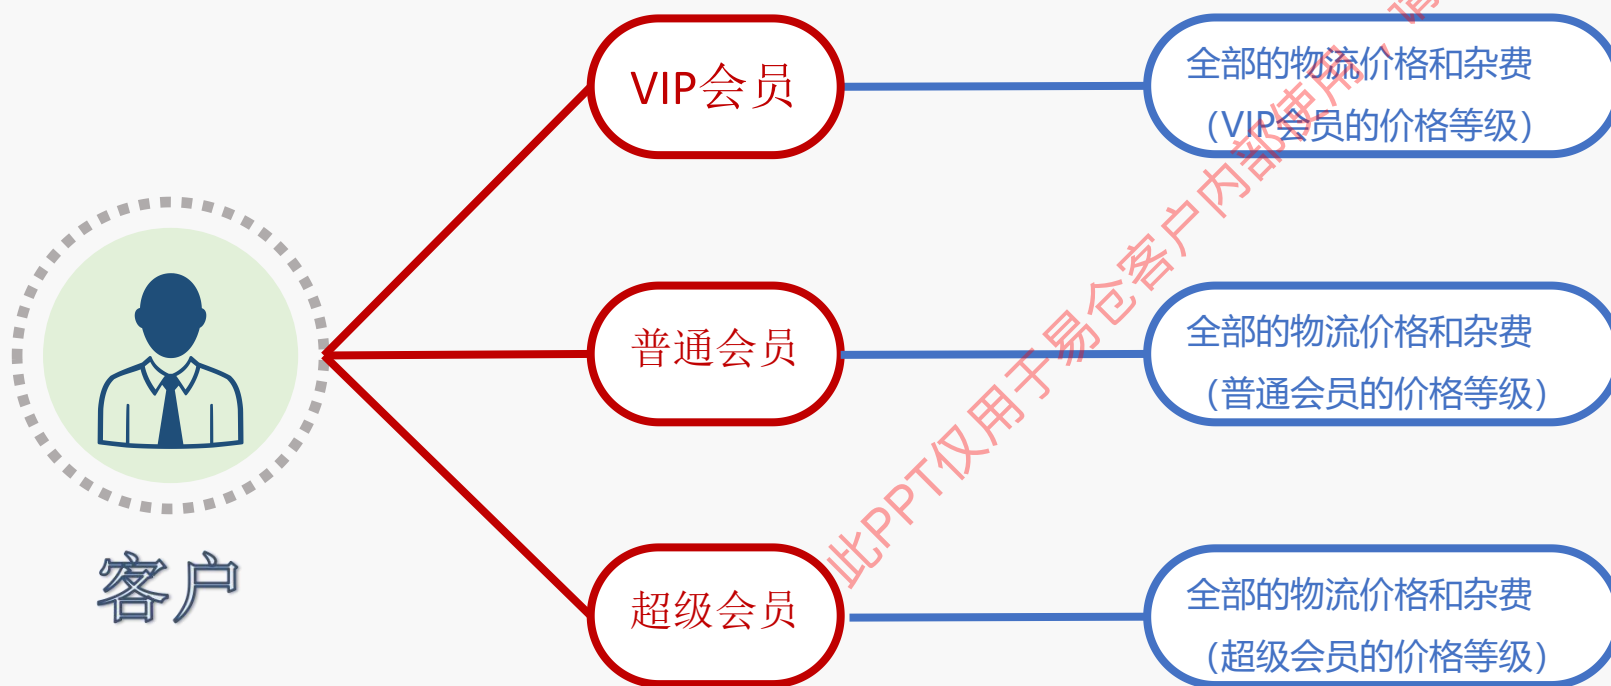 VIP会员
全部的物流价格和杂费
（VIP会员的价格等级）
普通会员
全部的物流价格和杂费
（普通会员的价格等级）
客户
超级会员
全部的物流价格和杂费
（超级会员的价格等级）
此PPT仅用于易仓客户内部使用，请